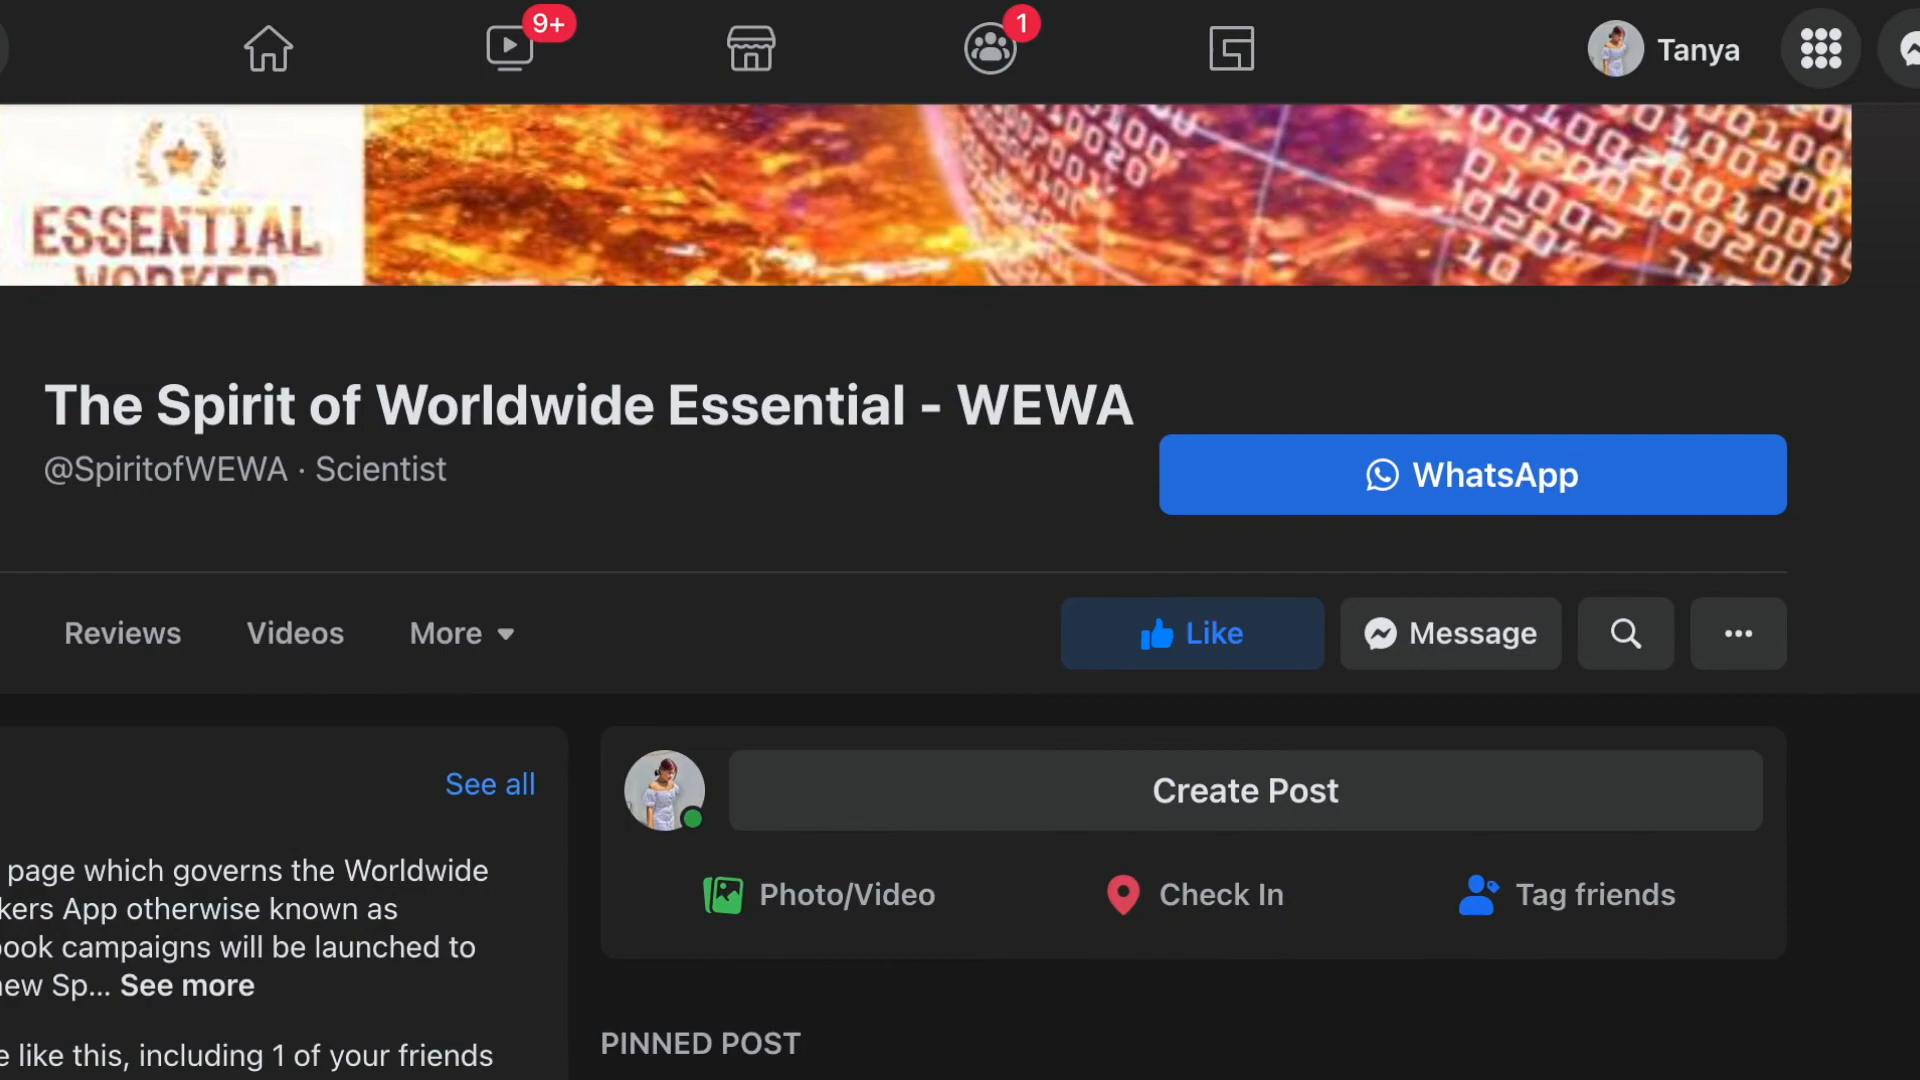 9+
1
Tanya
ESSENTIAL
WORKER
The Spirit of Worldwide Essential - WEWA
@SpiritofWEWA · Scientist
WhatsApp
Reviews
Videos
More
Like
Message
See all
Create Post
Photo/Video
Check In
Tag friends
page which governs the Worldwide
kers App otherwise known as
ook campaigns will be launched to
new Sp... See more
e like this, including 1 of your friends
PINNED POST